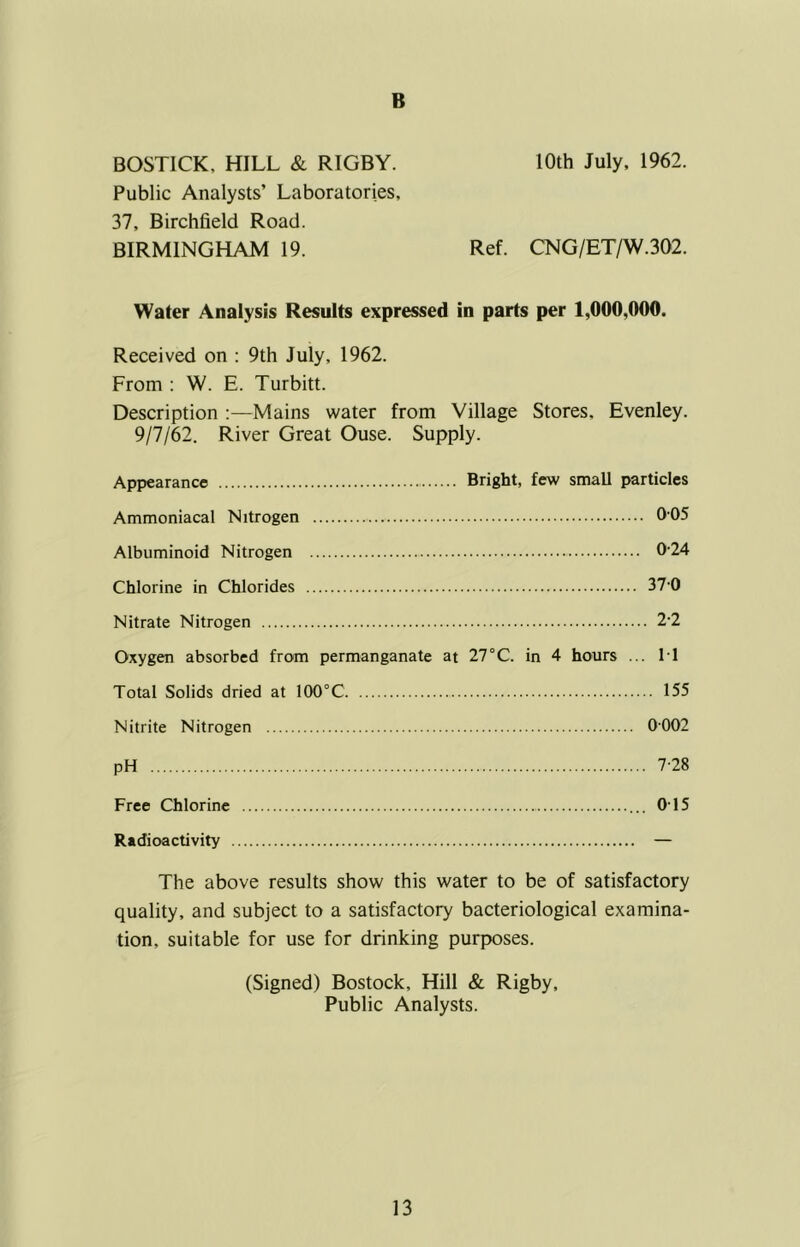 B
BOSTICK, HILL & RIGBY. 10th July, 1962.
Public Analysts’ Laboratories,
37, Birchfield Road.
BIRMINGHAM 19. Ref. CNG/ET/W.302.
Water Analysis Results expressed in parts per 1,000,000.
Received on : 9th July, 1962.
From : W. E. Turbitt.
Description :—Mains water from Village Stores, Evenley.
9/7/62. River Great Ouse. Supply.
Appearance ........................ Bright, few small particles
Ammoniacal Nitrogen ........................ 0·05
Albuminoid Nitrogen ........................ 0·24
Chlorine in Chlorides ........................ 37·0
Nitrate Nitrogen ........................ 2·2
Oxygen absorbed from permanganate at 27°C. in 4 hours ... 1·1
Total Solids dried at 100°C. ........................ 155
Nitrite Nitrogen ........................ 0·002
pH ........................ 7·28
Free Chlorine ........................ 0·15
Radioactivity ........................ —
The above results show this water to be of satisfactory
quality, and subject to a satisfactory bacteriological examina-
tion, suitable for use for drinking purposes.
(Signed) Bostock, Hill & Rigby,
Public Analysts.
13